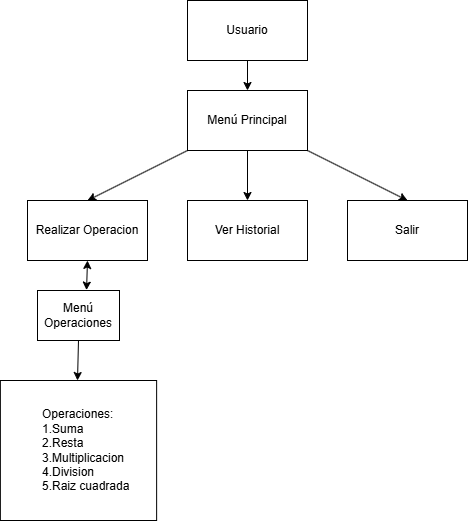 Usuario
Menú Principal
Realizar Operacion
Ver Historial
Salir
Menú
Operaciones
Operaciones:
1.Suma
2.Resta
3.Multiplicacion
4.Division
5.Raiz cuadrada